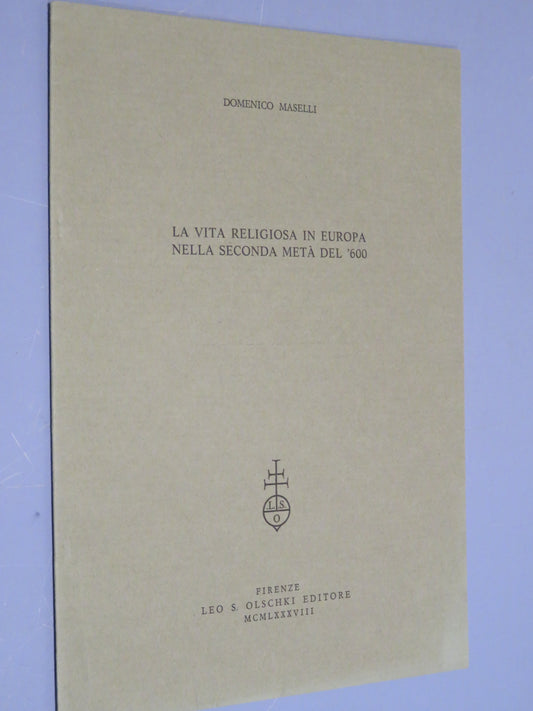 DOMENICO MASELLI
LA VITA RELIGIOSA IN EUROPA
NELLA SECONDA METÀ DEL '600
L S
O
FIRENZE
LEO S. OLSCHKI EDITORE
MCMLXXXVIII